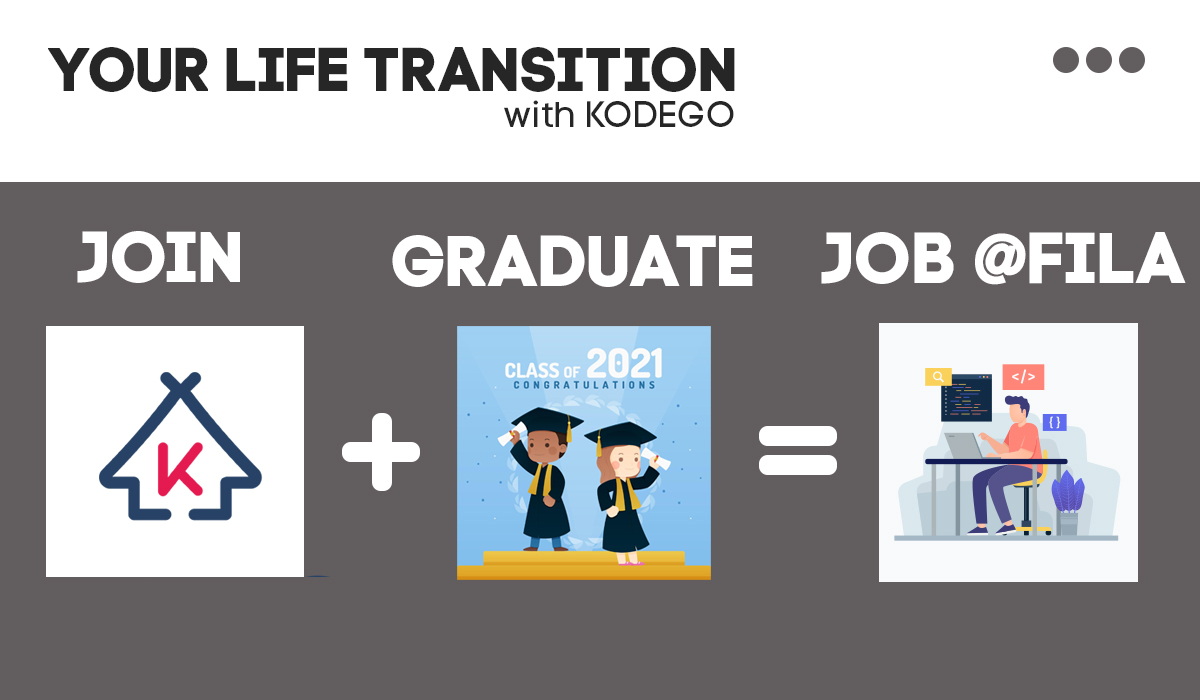 YOUR LIFE TRANSITION
with KODEGO
JOIN
GRADUATE
JOB @FILA
K
CLASS OF 2021
CONGRATULATIONS
</>
{ }